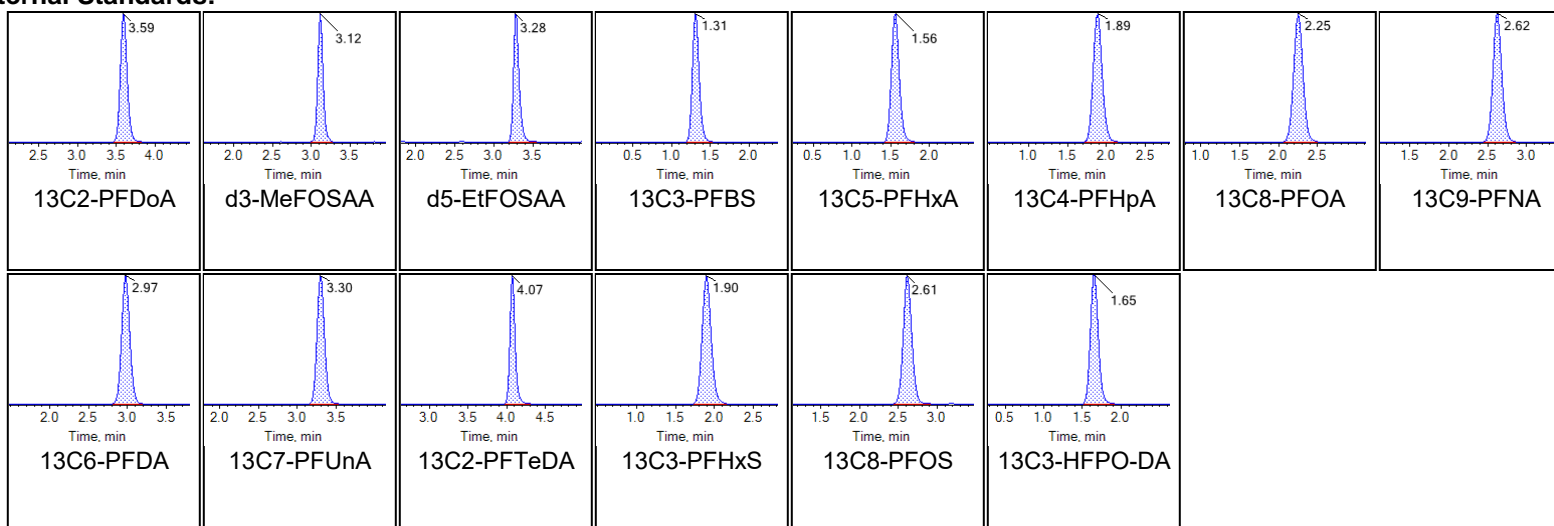 ternal Standards:
3.59
2.5 3.0 3.5 4.0
Time, min
13C2-PFDoA
3.12
2.0 2.5 3.0 3.5
Time, min
d3-MeFOSAA
3.28
2.0 2.5 3.0 3.5
Time, min
d5-EtFOSAA
1.31
0.5 1.0 1.5 2.0
Time, min
13C3-PFBS
1.56
0.5 1.0 1.5 2.0
Time, min
13C5-PFHxA
1.89
1.0 1.5 2.0 2.5
Time, min
13C4-PFHpA
2.25
1.0 1.5 2.0 2.5
Time, min
13C8-PFOA
2.62
1.5 2.0 2.5 3.0
Time, min
13C9-PFNA
2.97
2.0 2.5 3.0 3.5
Time, min
13C6-PFDA
3.30
2.0 2.5 3.0 3.5
Time, min
13C7-PFUnA
4.07
3.0 3.5 4.0 4.5
Time, min
13C2-PFTeDA
1.90
1.0 1.5 2.0 2.5
Time, min
13C3-PFHxS
2.61
1.5 2.0 2.5 3.0
Time, min
13C8-PFOS
1.65
0.5 1.0 1.5 2.0
Time, min
13C3-HFPO-DA